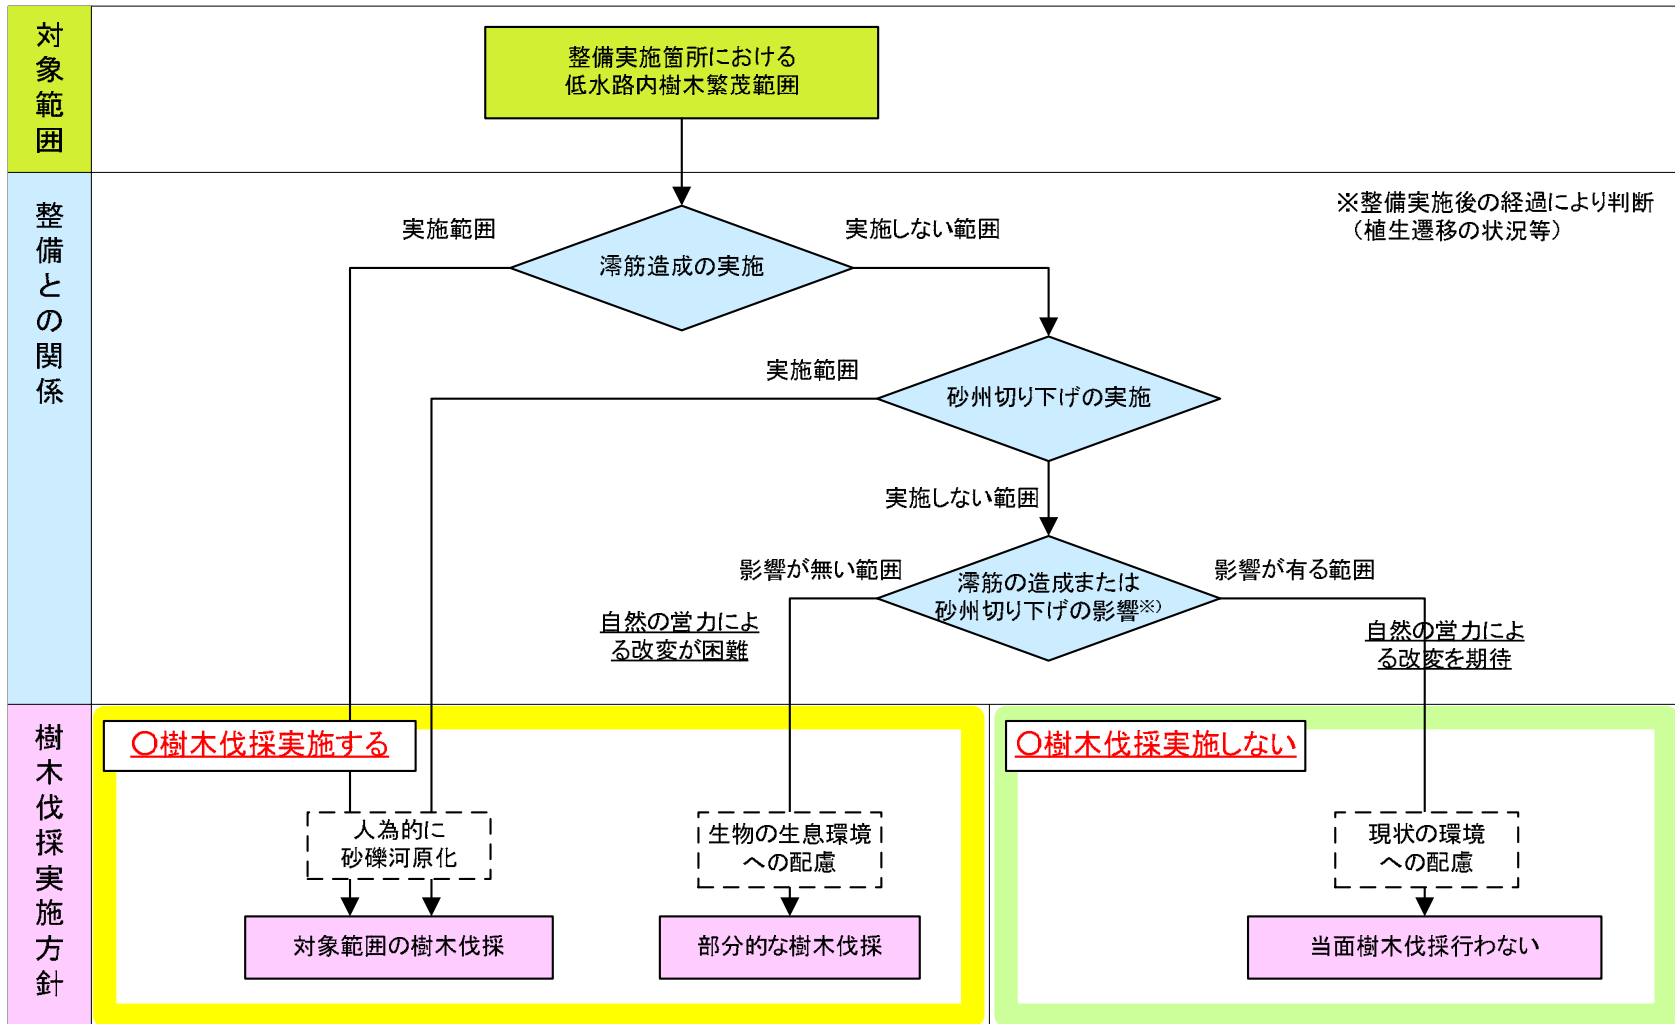 対象範囲
整備実施箇所における
低水路内樹木繁茂範囲
整備との関係
※整備実施後の経過により判断
（植生遷移の状況等）
実施範囲
実施しない範囲
澪筋造成の実施
実施範囲
砂州切り下げの実施
実施しない範囲
影響が無い範囲
澪筋の造成または
砂州切り下げの影響※）
影響が有る範囲
自然の営力によ
る改変が困難
自然の営力によ
る改変を期待
樹木伐採実施方針
〇樹木伐採実施する
〇樹木伐採実施しない
人為的に
砂礫河原化
生物の生息環境
への配慮
現状の環境
への配慮
対象範囲の樹木伐採
部分的な樹木伐採
当面樹木伐採行わない